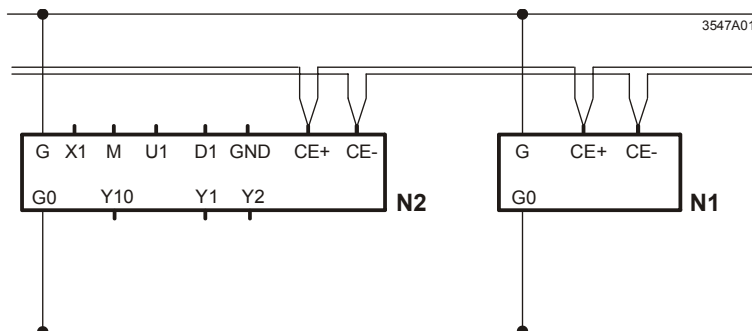 3547A01
G X1 M U1 D1 GND CE+ CE-
G CE+ CE-
G0 Y10 Y1 Y2
N2
G0
N1